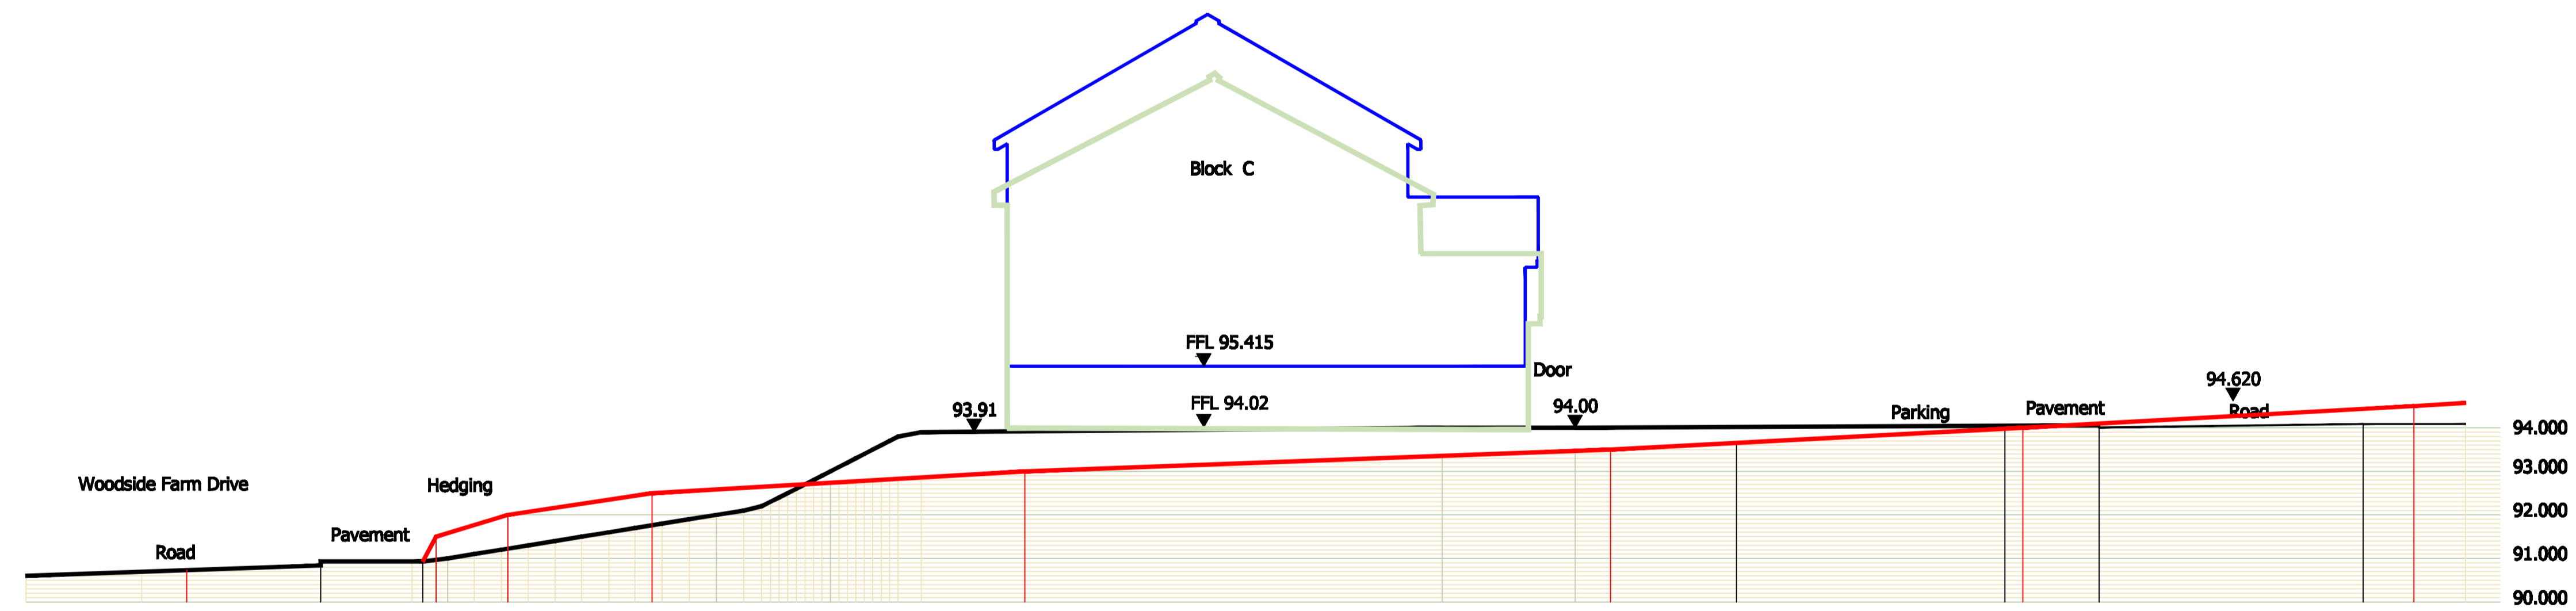 Block C
FFL 95.415
Door
94.620
93.91
FFL 94.02
94.00
Parking
Pavement
Road
94.000
93.000
Woodside Farm Drive
Hedging
92.000
Pavement
Road
91.000
90.000